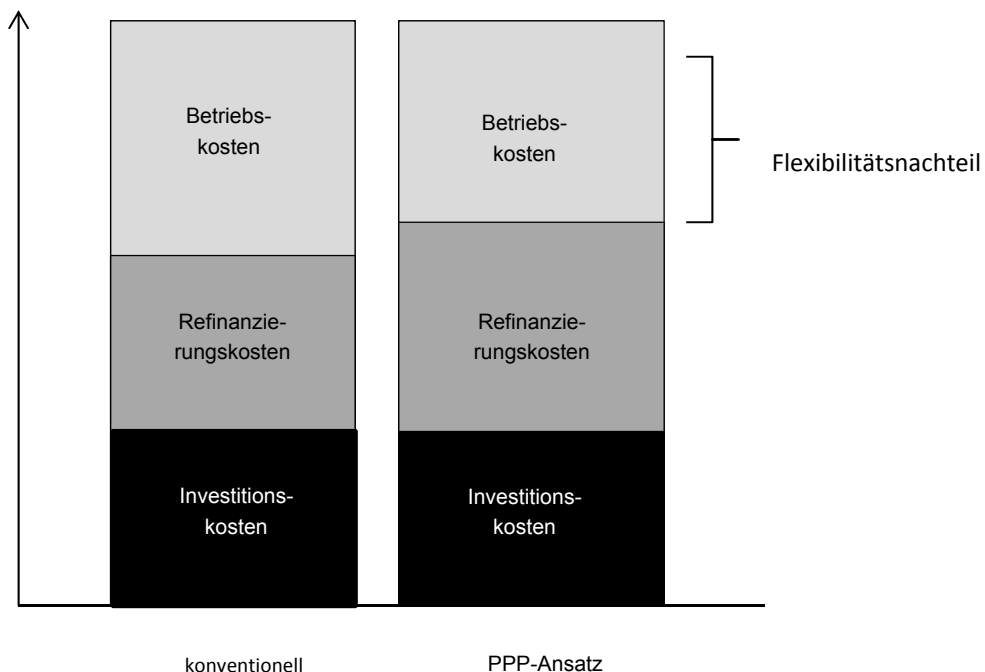 Betriebs-
kosten
Betriebs-
kosten
Flexibilitätsnachteil
Refinanzie-
rungskosten
Refinanzie-
rungskosten
Investitions-
kosten
Investitions-
kosten
konventionell
PPP-Ansatz